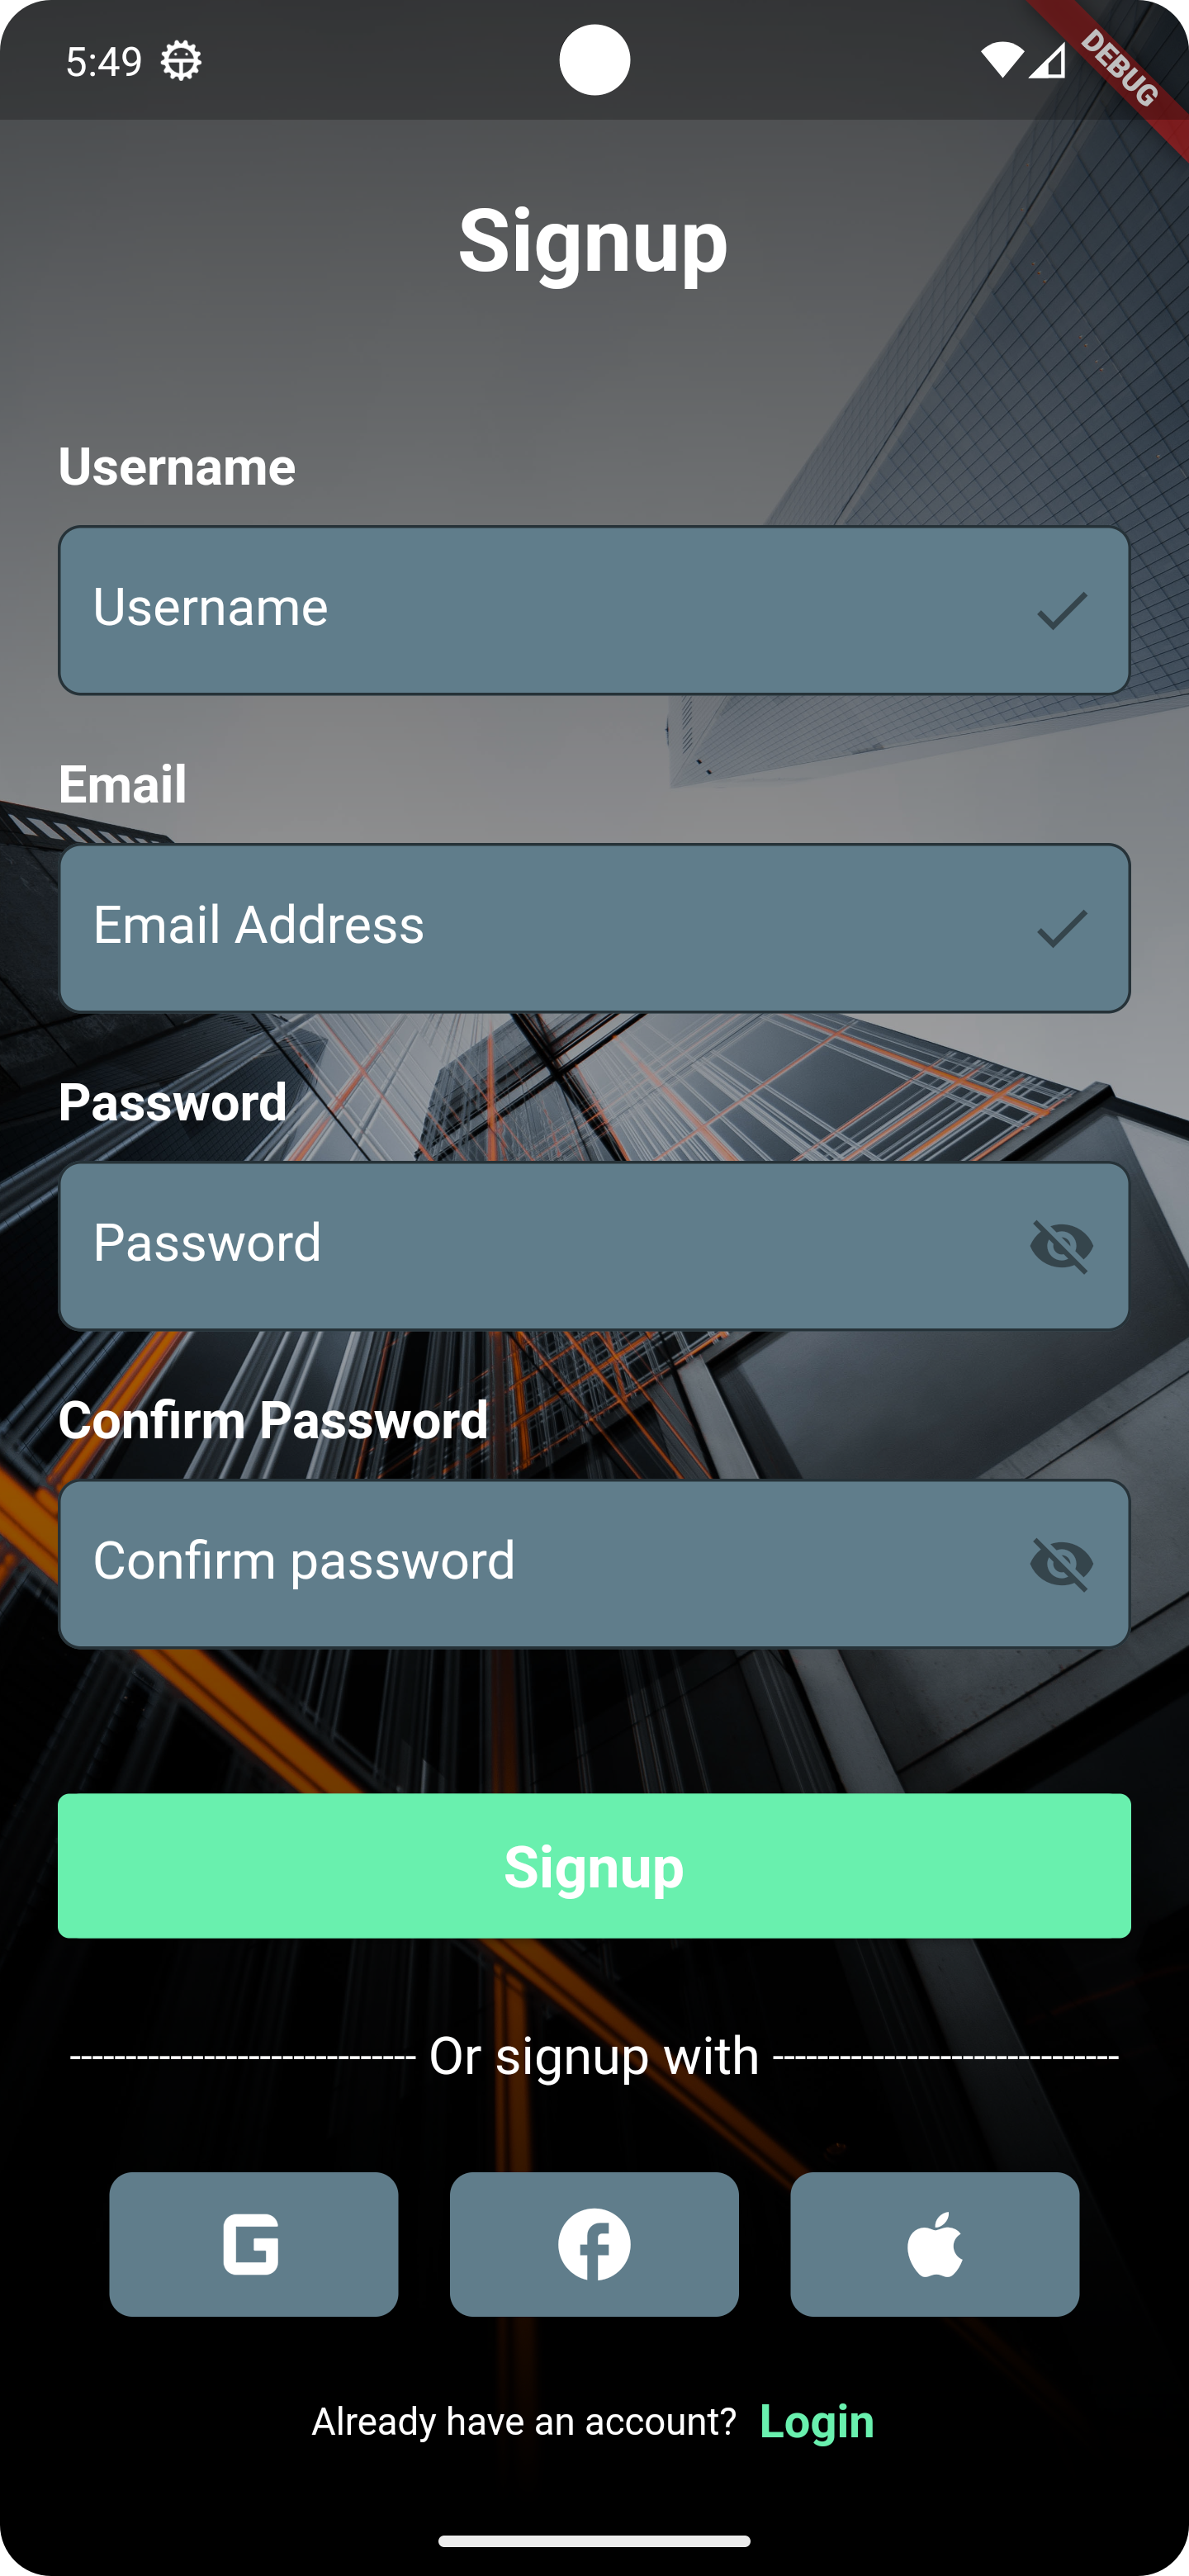 5:49
DEBUG
Signup
Username
Username
Email
Email Address
Password
Password
Confirm Password
Confirm password
Signup
------------------------------- Or signup with -------------------------------
Already have an account? Login